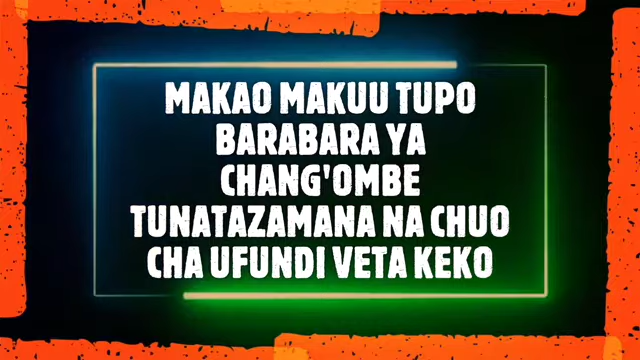 MAKAO MAKUU TUPO
BARABARA YA
CHANG'OMBE
TUNATAZAMANA NA CHUO
CHA UFUNDI VETA KEKO